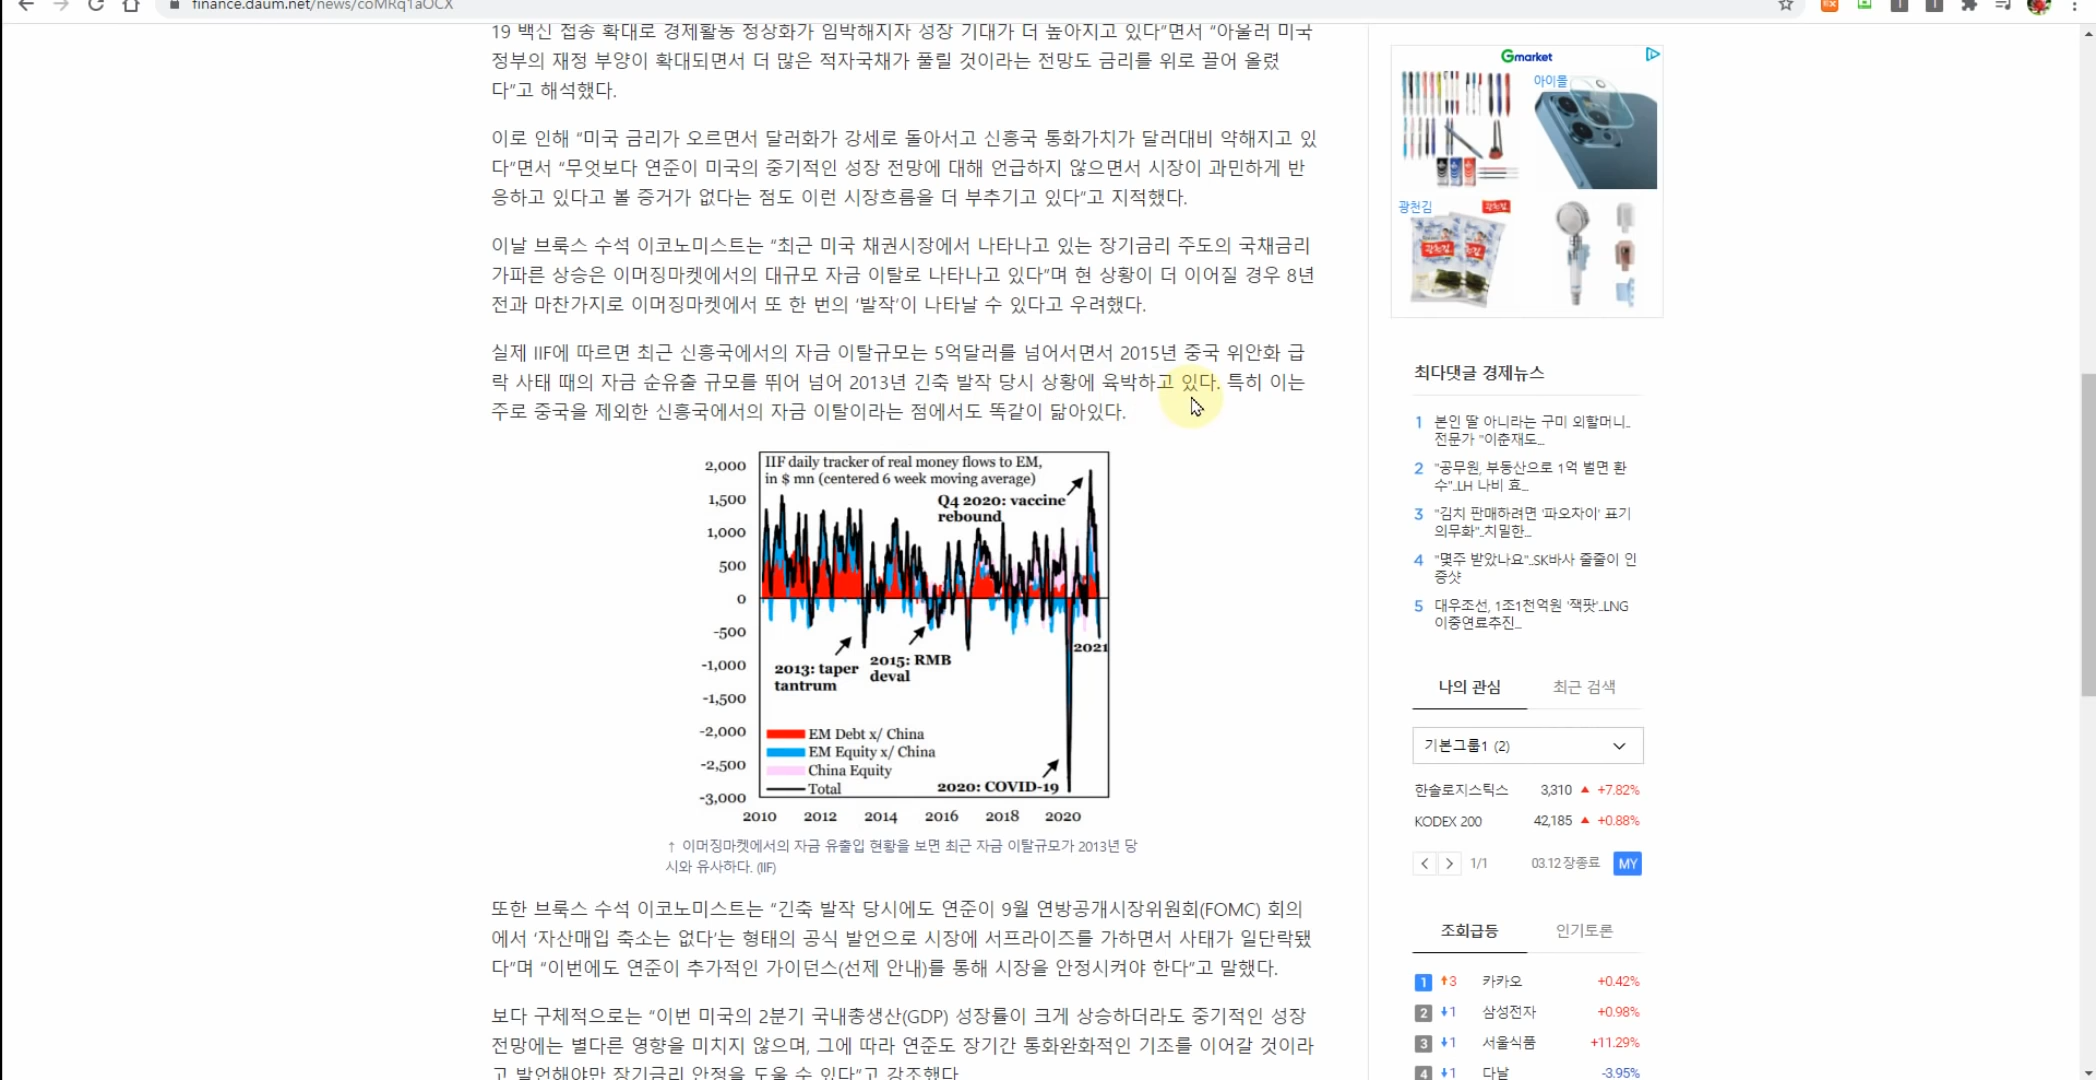 finance.daum.net/news/coMRq1aOCX
19 백신 접종 확대로 경제활동 정상화가 임박해지자 성장 기대가 더 높아지고 있다”면서 “아울러 미국
정부의 재정 부양이 확대되면서 더 많은 적자국채가 풀릴 것이라는 전망도 금리를 위로 끌어 올렸
다”고 해석했다.
이로 인해 “미국 금리가 오르면서 달러화가 강세로 돌아서고 신흥국 통화가치가 달러대비 약해지고 있
다”면서 “무엇보다 연준이 미국의 중기적인 성장 전망에 대해 언급하지 않으면서 시장이 과민하게 반
응하고 있다고 볼 증거가 없다는 점도 이런 시장흐름을 더 부추기고 있다”고 지적했다.
이날 브룩스 수석 이코노미스트는 “최근 미국 채권시장에서 나타나고 있는 장기금리 주도의 국채금리
가파른 상승은 이머징마켓에서의 대규모 자금 이탈로 나타나고 있다”며 현 상황이 더 이어질 경우 8년
전과 마찬가지로 이머징마켓에서 또 한 번의 ‘발작’이 나타날 수 있다고 우려했다.
실제 IIF에 따르면 최근 신흥국에서의 자금 이탈규모는 5억달러를 넘어서면서 2015년 중국 위안화 급
락 사태 때의 자금 순유출 규모를 뛰어 넘어 2013년 긴축 발작 당시 상황에 육박하고 있다. 특히 이는
주로 중국을 제외한 신흥국에서의 자금 이탈이라는 점에서도 똑같이 닮아있다.
IIF daily tracker of real money flows to EM,
in $ mn (centered 6 week moving average)
2,000
1,500
1,000
500
0
-500
-1,000
-1,500
-2,000
-2,500
-3,000
Q4 2020: vaccine
rebound
2013: taper
tantrum
2015: RMB
deval
2021
EM Debt x/ China
EM Equity x/ China
China Equity
Total
2020: COVID-19
2010 2012 2014 2016 2018 2020
↑ 이머징마켓에서의 자금 유출입 현황을 보면 최근 자금 이탈규모가 2013년 당
시와 유사하다. (IIF)
또한 브룩스 수석 이코노미스트는 “긴축 발작 당시에도 연준이 9월 연방공개시장위원회(FOMC) 회의
에서 ‘자산매입 축소는 없다’는 형태의 공식 발언으로 시장에 서프라이즈를 가하면서 사태가 일단락됐
다”며 “이번에도 연준이 추가적인 가이던스(선제 안내)를 통해 시장을 안정시켜야 한다”고 말했다.
보다 구체적으로는 “이번 미국의 2분기 국내총생산(GDP) 성장률이 크게 상승하더라도 중기적인 성장
전망에는 별다른 영향을 미치지 않으며, 그에 따라 연준도 장기간 통화완화적인 기조를 이어갈 것이라
고 발언해야만 장기금리 안정을 도울 수 있다”고 강조했다
Gmarket
아이몰
광천김
광천김
최다댓글 경제뉴스
1 본인 딸 아니라는 구미 외할머니..
전문가 "이춘재도...
2 "공무원, 부동산으로 1억 벌면 환
수"..LH 나비 효...
3 "김치 판매하려면 '파오차이' 표기
의무화"..치밀한...
4 "몇주 받았나요"..SK바사 줄줄이 인
증샷
5 대우조선, 1조1천억원 '잭팟'..LNG
이중연료추진...
나의 관심 최근 검색
기본그룹1 (2)
한솔로지스틱스 3,310 ▲ +7.82%
KODEX 200 42,185 ▲ +0.88%
1/1 03.12 장종료 MY
조회급등 인기토론
1 ↑3 카카오 +0.42%
2 ↓1 삼성전자 +0.98%
3 ↓1 서울식품 +11.29%
4 ↓1 다날 -3.95%